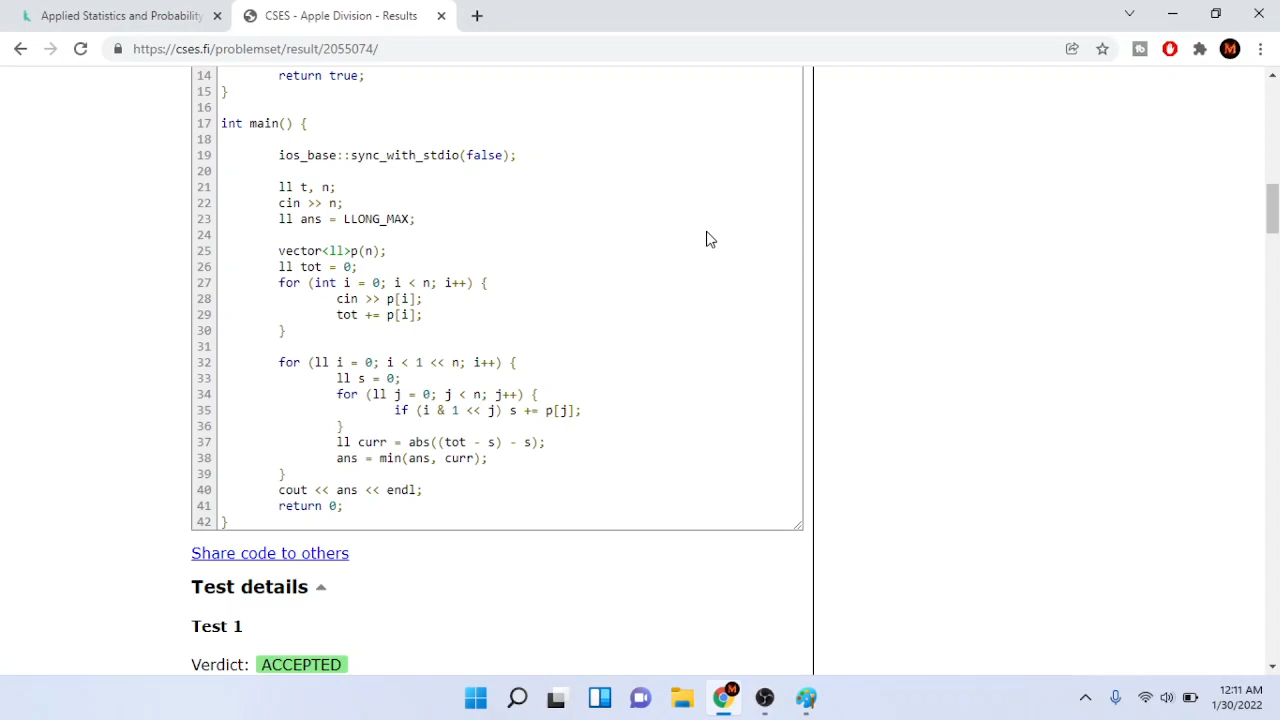 Applied Statistics and Probability
CSES - Apple Division - Results
https://cses.fi/problemset/result/2055074/
M
14 return true;
15 }
16
17 int main() {
18
19 ios_base::sync_with_stdio(false);
20
21 ll t, n;
22 cin >> n;
23 ll ans = LLONG_MAX;
24
25 vector<ll>p(n);
26 ll tot = 0;
27 for (int i = 0; i < n; i++) {
28 cin >> p[i];
29 tot += p[i];
30 }
31
32 for (ll i = 0; i < 1 << n; i++) {
33 ll s = 0;
34 for (ll j = 0; j < n; j++) {
35 if (i & 1 << j) s += p[j];
36 }
37 ll curr = abs((tot - s) - s);
38 ans = min(ans, curr);
39 }
40 cout << ans << endl;
41 return 0;
42 }
Share code to others
Test details
Test 1
Verdict: ACCEPTED
M
12:11 AM
1/30/2022